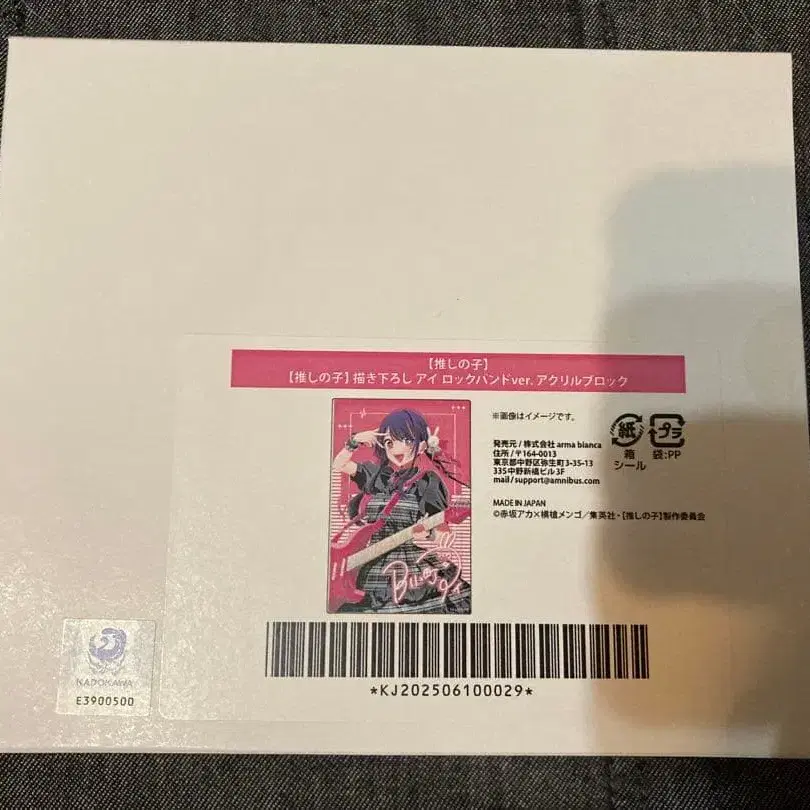 【推しの子】
【推しの子】描き下ろし アイ ロックバンドver. アクリルブロック
※画像はイメージです。
発売元/株式会社 arma bianca
住所/〒164-0013
東京都中野区弥生町3-35-13
335中野新橋ビル3F
mail/support@amnibus.com
紙
プラ
箱
シール
袋:PP
MADE IN JAPAN
©赤坂アカ×横槍メンゴ/集英社・【推しの子】製作委員会
KADOKAWA
E3900500
*KJ202506100029*